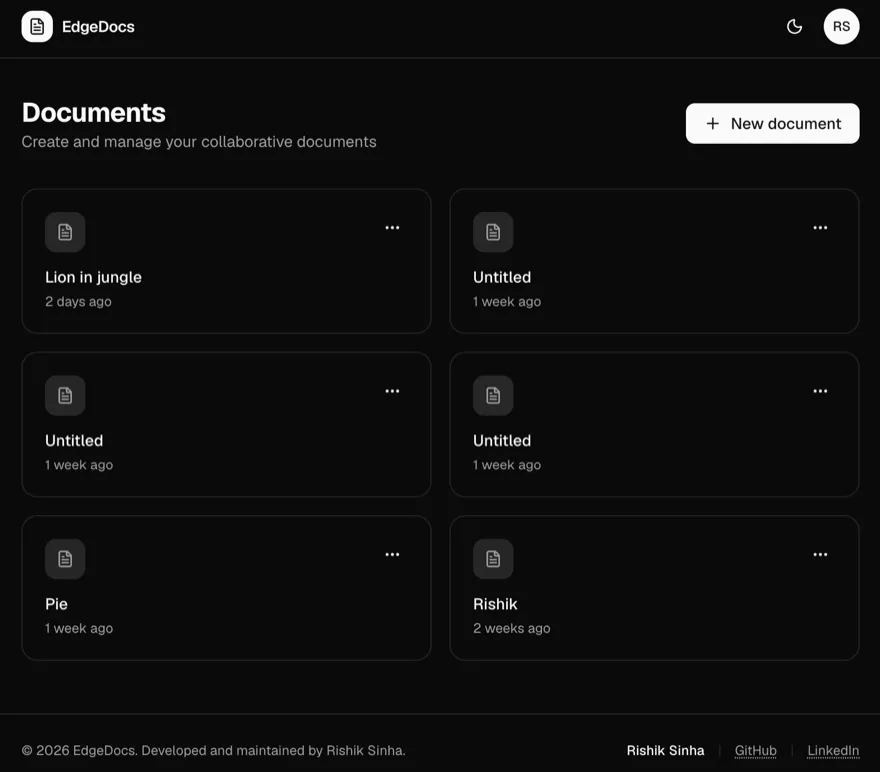 EdgeDocs
RS
Documents
Create and manage your collaborative documents
+ New document
Lion in jungle
2 days ago
Untitled
1 week ago
Untitled
1 week ago
Untitled
1 week ago
Pie
1 week ago
Rishik
2 weeks ago
© 2026 EdgeDocs. Developed and maintained by Rishik Sinha.
Rishik Sinha | GitHub | LinkedIn